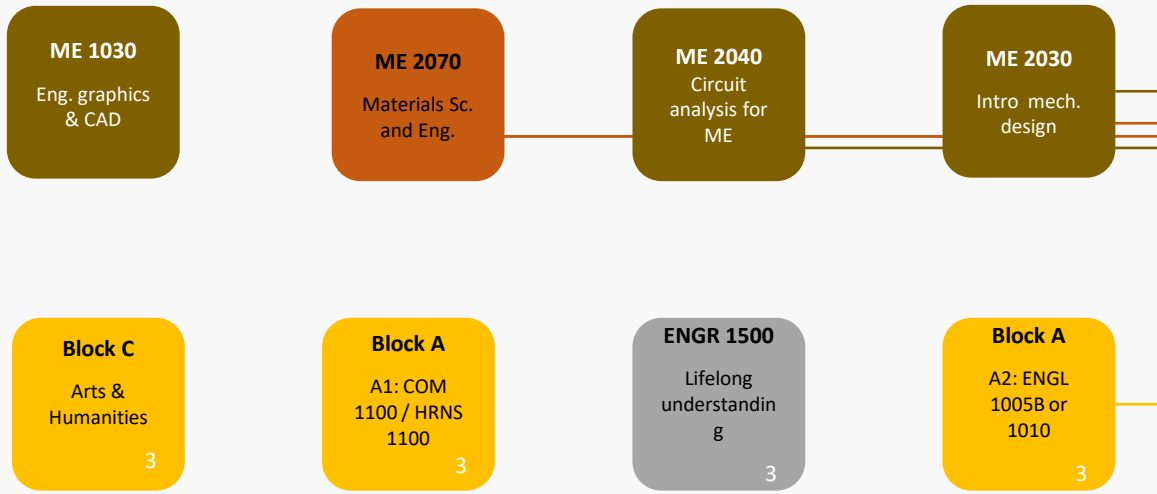 ME 1030
Eng. graphics
& CAD
ME 2070
Materials Sc.
and Eng.
ME 2040
Circuit
analysis for
ME
ME 2030
Intro mech.
design
Block C
Arts &
Humanities
3
Block A
A1: COM
1100 / HRNS
1100
3
ENGR 1500
Lifelong
understandin
g
3
Block A
A2: ENGL
1005B or
1010
3